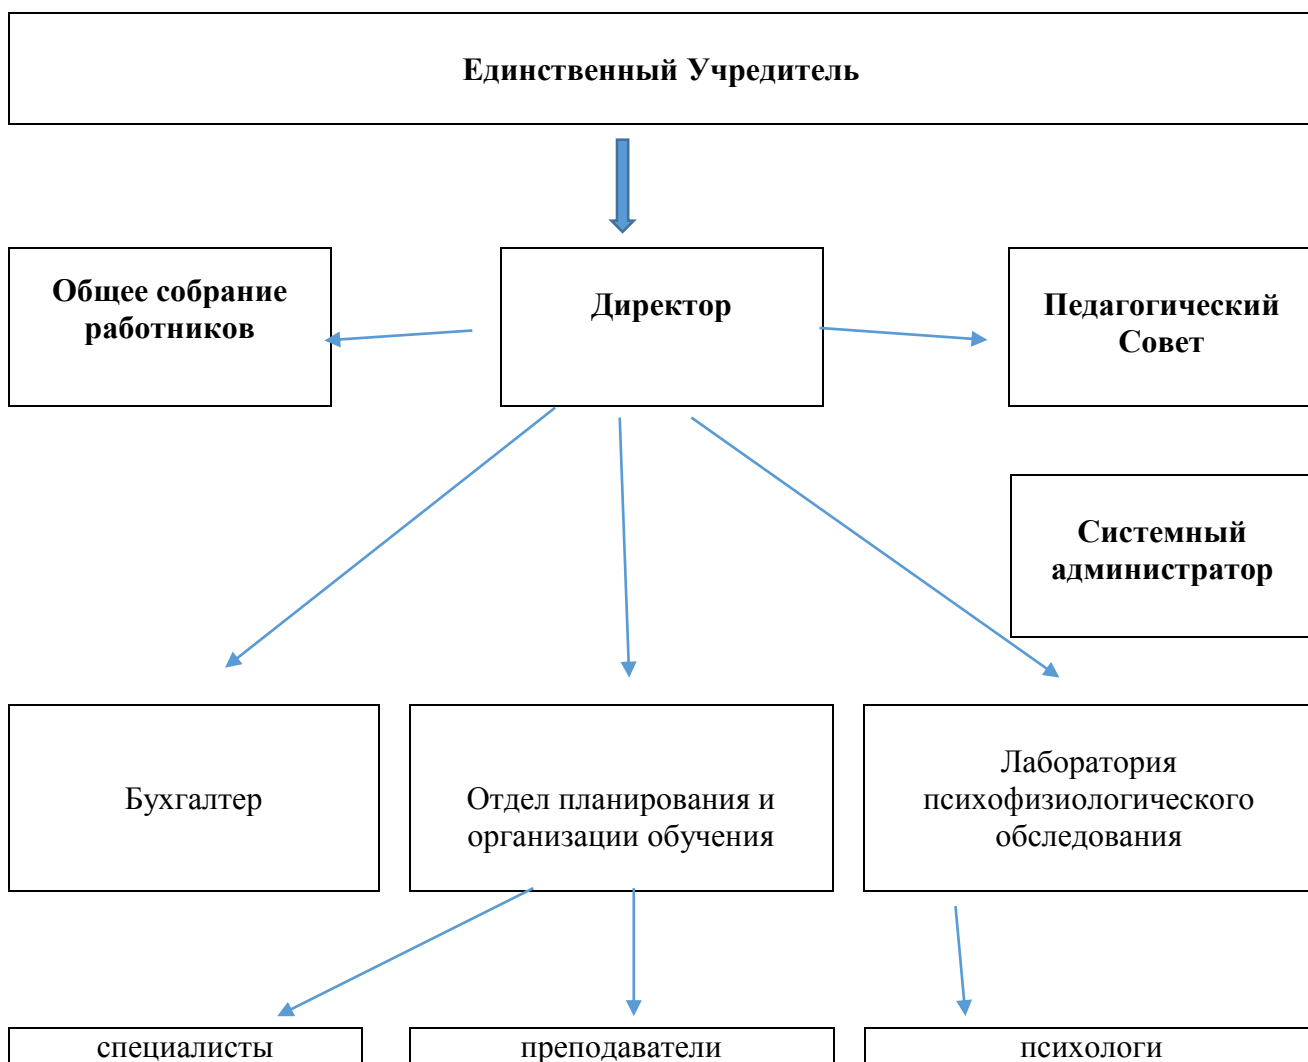 Единственный Учредитель
Общее собрание
работников
Директор
Педагогический
Совет
Системный
администратор
Бухгалтер
Отдел планирования и
организации обучения
Лаборатория
психофизиологического
обследования
специалисты
преподаватели
психологи